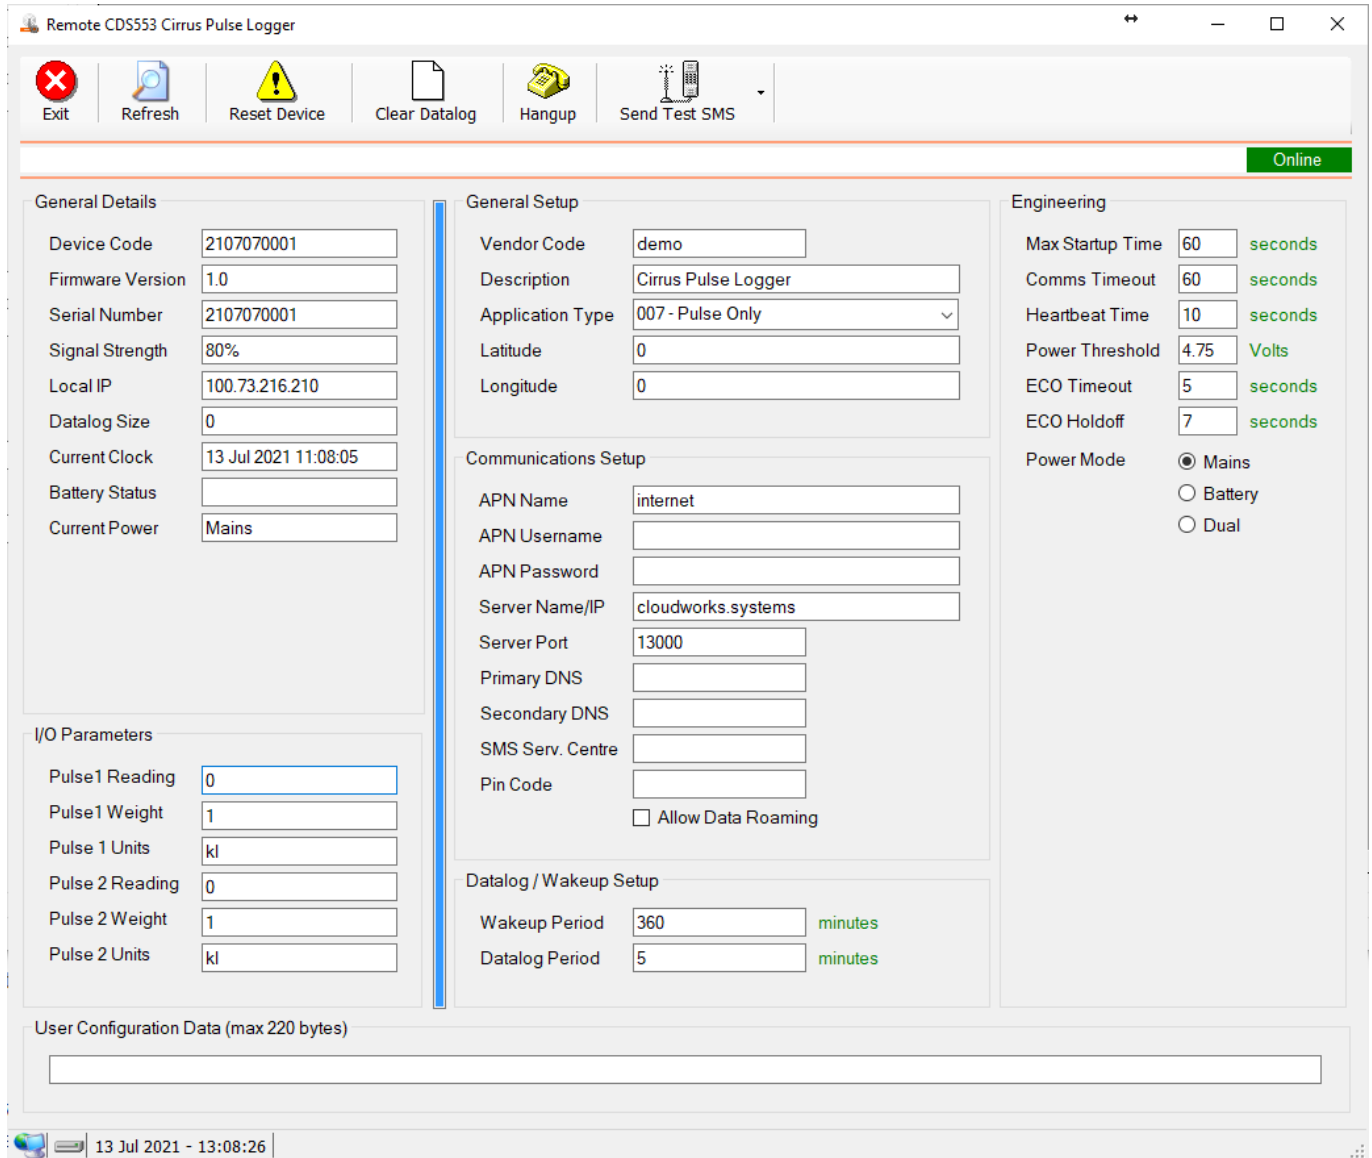 Remote CDS553 Cirrus Pulse Logger
Exit
Refresh
Reset Device
Clear Datalog
Hangup
Send Test SMS
Online
General Details
Device Code 2107070001
Firmware Version 1.0
Serial Number 2107070001
Signal Strength 80%
Local IP 100.73.216.210
Datalog Size 0
Current Clock 13 Jul 2021 11:08:05
Battery Status
Current Power Mains
I/O Parameters
Pulse1 Reading 0
Pulse1 Weight 1
Pulse 1 Units kl
Pulse 2 Reading 0
Pulse 2 Weight 1
Pulse 2 Units kl
General Setup
Vendor Code demo
Description Cirrus Pulse Logger
Application Type 007 - Pulse Only
Latitude 0
Longitude 0
Communications Setup
APN Name internet
APN Username
APN Password
Server Name/IP cloudworks.systems
Server Port 13000
Primary DNS
Secondary DNS
SMS Serv. Centre
Pin Code
Allow Data Roaming
Datalog / Wakeup Setup
Wakeup Period 360 minutes
Datalog Period 5 minutes
Engineering
Max Startup Time 60 seconds
Comms Timeout 60 seconds
Heartbeat Time 10 seconds
Power Threshold 4.75 Volts
ECO Timeout 5 seconds
ECO Holdoff 7 seconds
Power Mode Mains
Battery
Dual
User Configuration Data (max 220 bytes)
13 Jul 2021 - 13:08:26